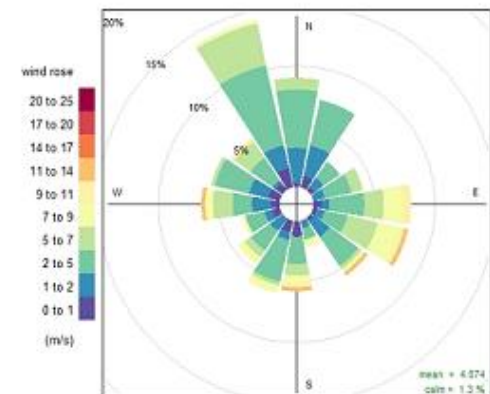 20%
N
15%
wind rose
20 to 25
17 to 20
14 to 17
11 to 14
9 to 11
7 to 9
5 to 7
2 to 5
1 to 2
0 to 1
(m/s)
10%
5%
W
E
S
mean = 4.074
calm = 1.3 %